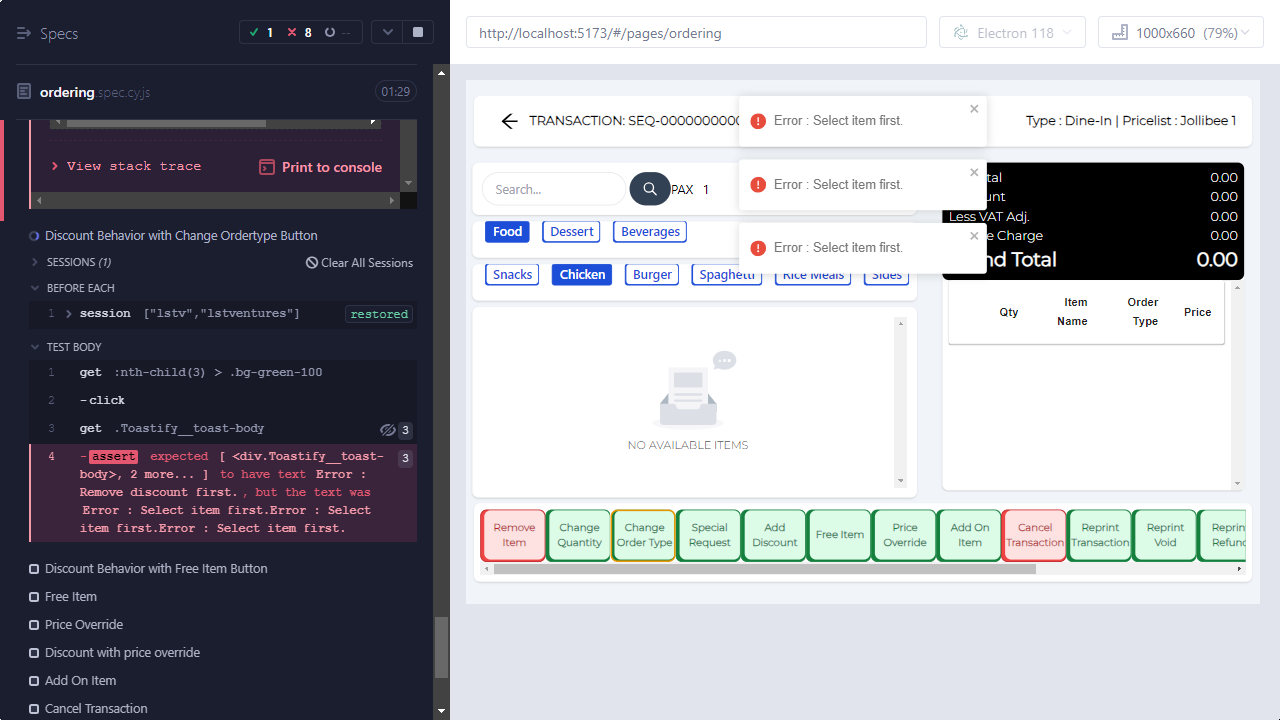 Specs
1 8 --
ordering.spec.cy.js 01:29
View stack trace Print to console
Discount Behavior with Change Ordertype Button
SESSIONS (1) Clear All Sessions
BEFORE EACH
1 session ["lstv","lstventures"] restored
TEST BODY
1 get :nth-child(3) > .bg-green-100
2 -click
3 get .Toastify__toast-body 3
4 -assert expected [ <div.Toastify__toast- 3
body>, 2 more... ] to have text Error :
Remove discount first. , but the text was
Error : Select item first.Error : Select
item first.Error : Select item first.
Discount Behavior with Free Item Button
Free Item
Price Override
Discount with price override
Add On Item
Cancel Transaction
http://localhost:5173/#/pages/ordering Electron 118 1000x660 (79%)
TRANSACTION: SEQ-0000000000 Type : Dine-In | Pricelist : Jollibee 1
Error : Select item first.
Error : Select item first.
Error : Select item first.
Search... PAX 1
Food Dessert Beverages
Snacks Chicken Burger Spaghetti Rice Meals Sides
NO AVAILABLE ITEMS
0.00
0.00
Less VAT Adj. 0.00
Charge 0.00
Total 0.00
Qty Item Name Order Type Price
Remove Item Change Quantity Change Order Type Special Request Add Discount Free Item Price Override Add On Item Cancel Transaction Reprint Transaction Reprint Void Reprin Refunc